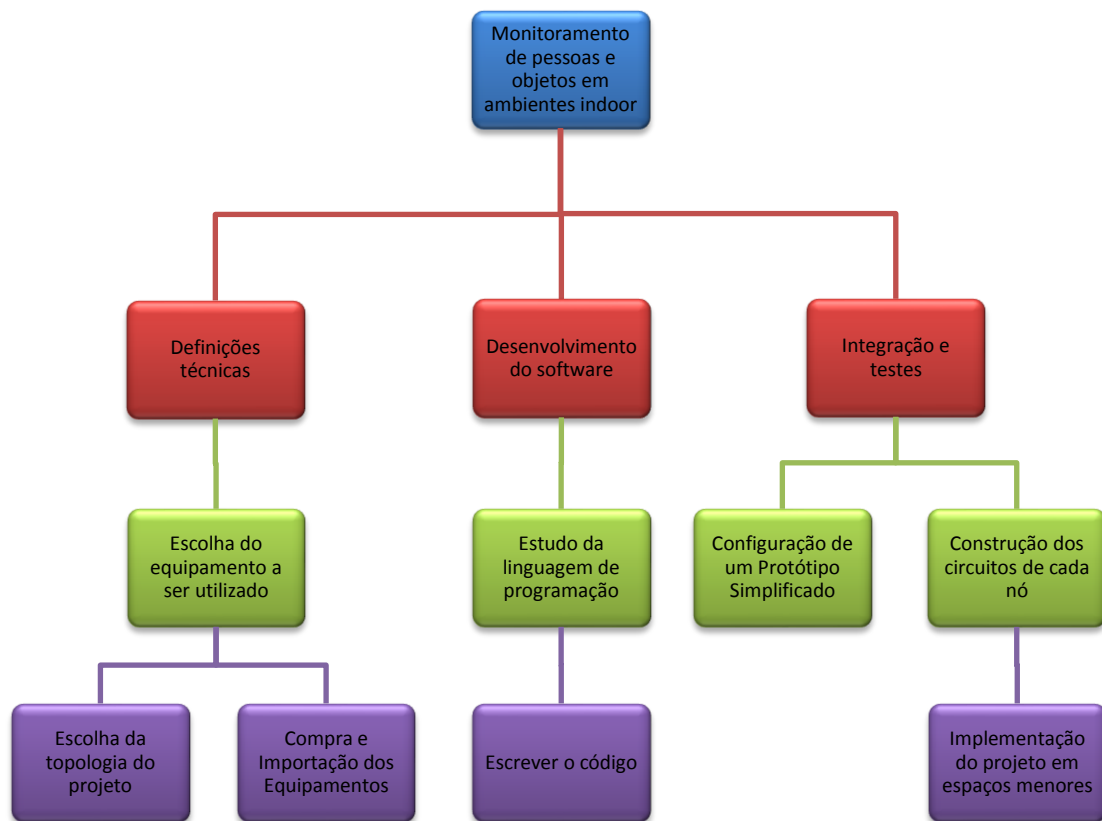 Monitoramento
de pessoas e
objetos em
ambientes indoor
Definições
técnicas
Desenvolvimento
do software
Integração e
testes
Escolha do
equipamento a
ser utilizado
Estudo da
linguagem de
programação
Configuração de
um Protótipo
Simplificado
Construção dos
circuitos de cada
nó
Escolha da
topologia do
projeto
Compra e
Importação dos
Equipamentos
Escrever o código
Implementação
do projeto em
espaços menores